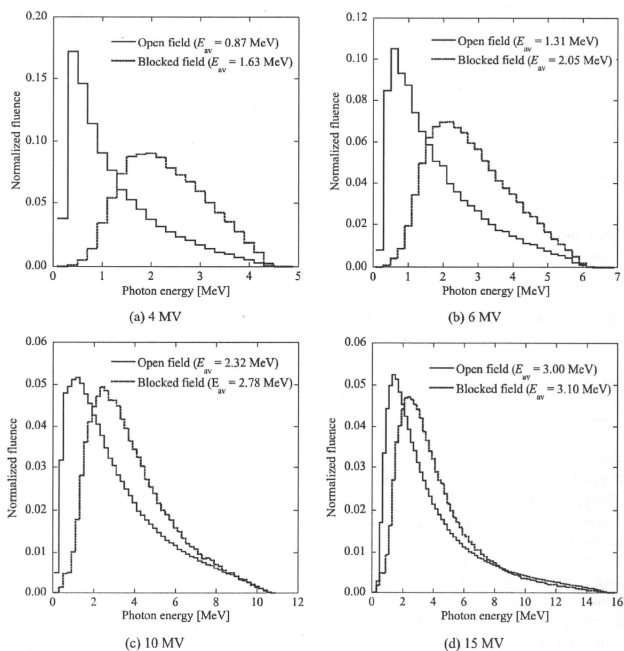 0.20
0.15
0.10
0.05
0.00
Normalized fluence
Open field (E_av = 0.87 MeV)
Blocked field (E_av = 1.63 MeV)
0 1 2 3 4 5
Photon energy [MeV]
(a) 4 MV
0.12
0.10
0.08
0.06
0.04
0.02
0.00
Normalized fluence
Open field (E_av = 1.31 MeV)
Blocked field (E_av = 2.05 MeV)
0 1 2 3 4 5 6 7
Photon energy [MeV]
(b) 6 MV
0.06
0.05
0.04
0.03
0.02
0.01
0.00
Normalized fluence
Open field (E_av = 2.32 MeV)
Blocked field (E_av = 2.78 MeV)
0 2 4 6 8 10 12
Photon energy [MeV]
(c) 10 MV
0.06
0.05
0.04
0.03
0.02
0.01
0.00
Normalized fluence
Open field (E_av = 3.00 MeV)
Blocked field (E_av = 3.10 MeV)
0 2 4 6 8 10 12 14 16
Photon energy [MeV]
(d) 15 MV